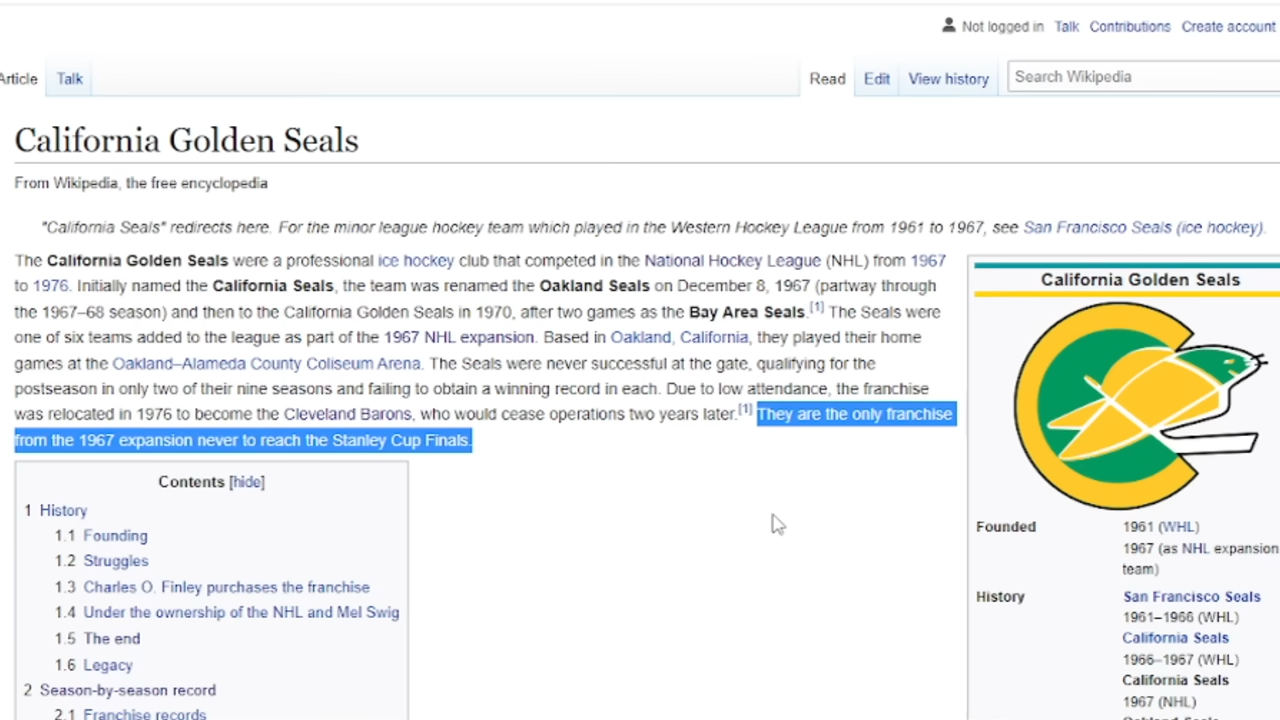 Not logged in Talk Contributions Create account
Article Talk Read Edit View history Search Wikipedia
California Golden Seals
From Wikipedia, the free encyclopedia
"California Seals" redirects here. For the minor league hockey team which played in the Western Hockey League from 1961 to 1967, see San Francisco Seals (ice hockey).
The California Golden Seals were a professional ice hockey club that competed in the National Hockey League (NHL) from 1967
to 1976. Initially named the California Seals, the team was renamed the Oakland Seals on December 8, 1967 (partway through
the 1967–68 season) and then to the California Golden Seals in 1970, after two games as the Bay Area Seals.[1] The Seals were
one of six teams added to the league as part of the 1967 NHL expansion. Based in Oakland, California, they played their home
games at the Oakland–Alameda County Coliseum Arena. The Seals were never successful at the gate, qualifying for the
postseason in only two of their nine seasons and failing to obtain a winning record in each. Due to low attendance, the franchise
was relocated in 1976 to become the Cleveland Barons, who would cease operations two years later.[1] They are the only franchise
from the 1967 expansion never to reach the Stanley Cup Finals.
Contents [hide]
1 History
1.1 Founding
1.2 Struggles
1.3 Charles O. Finley purchases the franchise
1.4 Under the ownership of the NHL and Mel Swig
1.5 The end
1.6 Legacy
2 Season-by-season record
2.1 Franchise records
California Golden Seals
Founded 1961 (WHL)
1967 (as NHL expansion
team)
History San Francisco Seals
1961–1966 (WHL)
California Seals
1966–1967 (WHL)
California Seals
1967 (NHL)
Oakland Seals